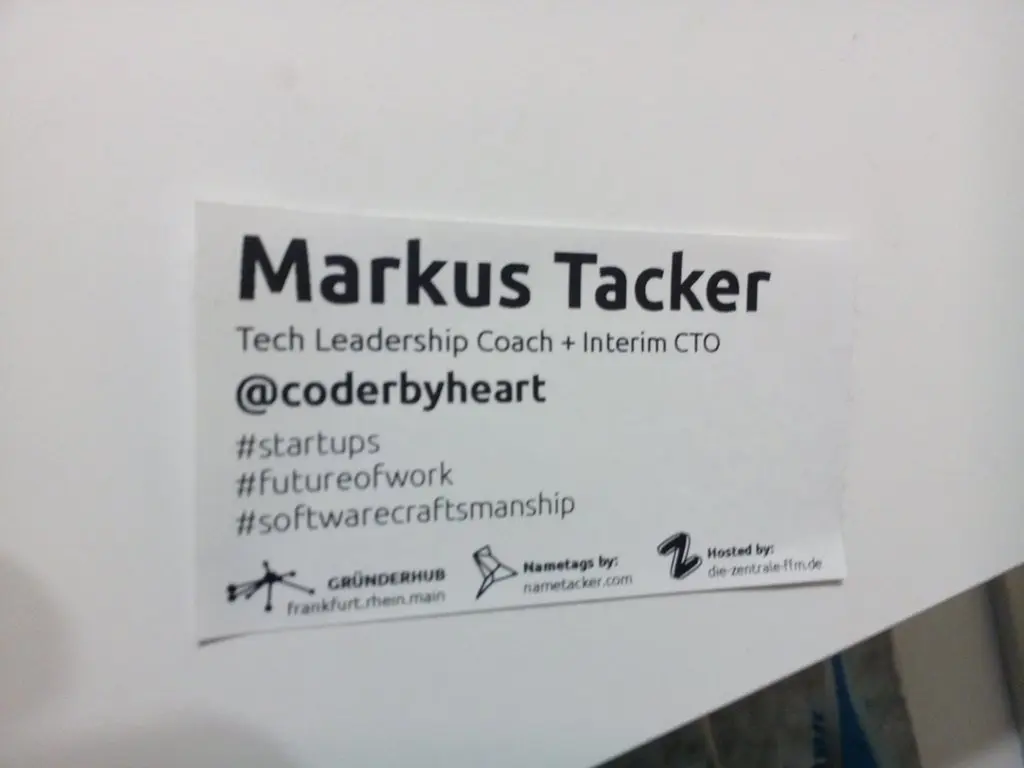 Markus Tacker
Tech Leadership Coach + Interim CTO
@coderbyheart
#startups
#futureofwork
#softwarecraftsmanship
GRÜNDERHUB
frankfurt.rhein.main
Nametags by:
nametacker.com
Hosted by:
die-zentrale-ffm.de